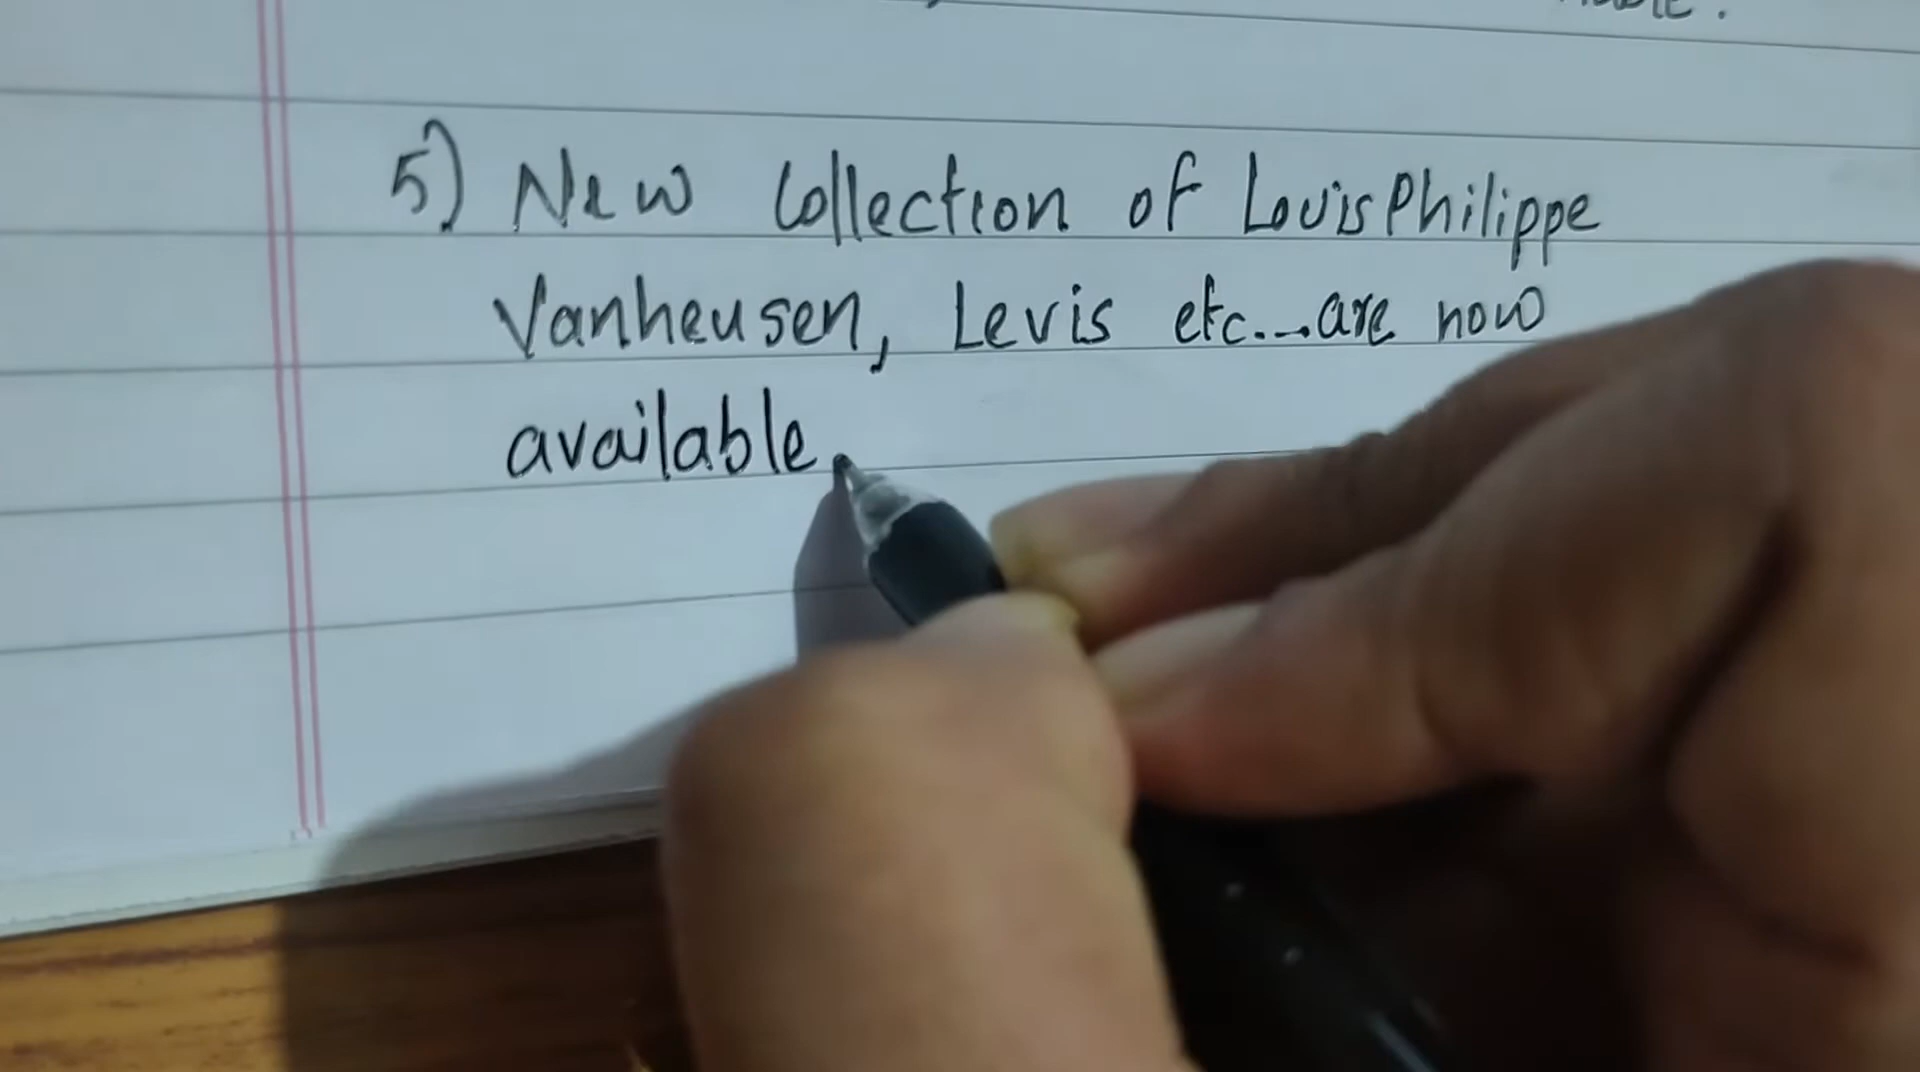 5) New Collection of Louis Philippe
Vanheusen, Levis etc... are now
available.